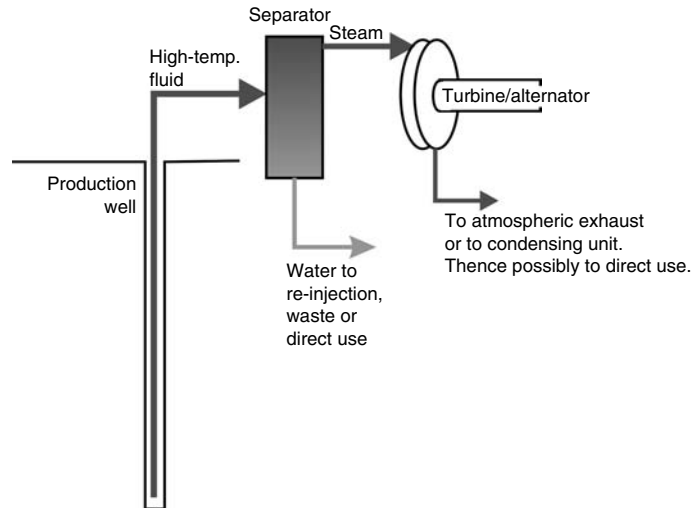 Separator
Steam
High-temp.
fluid
Turbine/alternator
Production
well
To atmospheric exhaust
or to condensing unit.
Thence possibly to direct use.
Water to
re-injection,
waste or
direct use